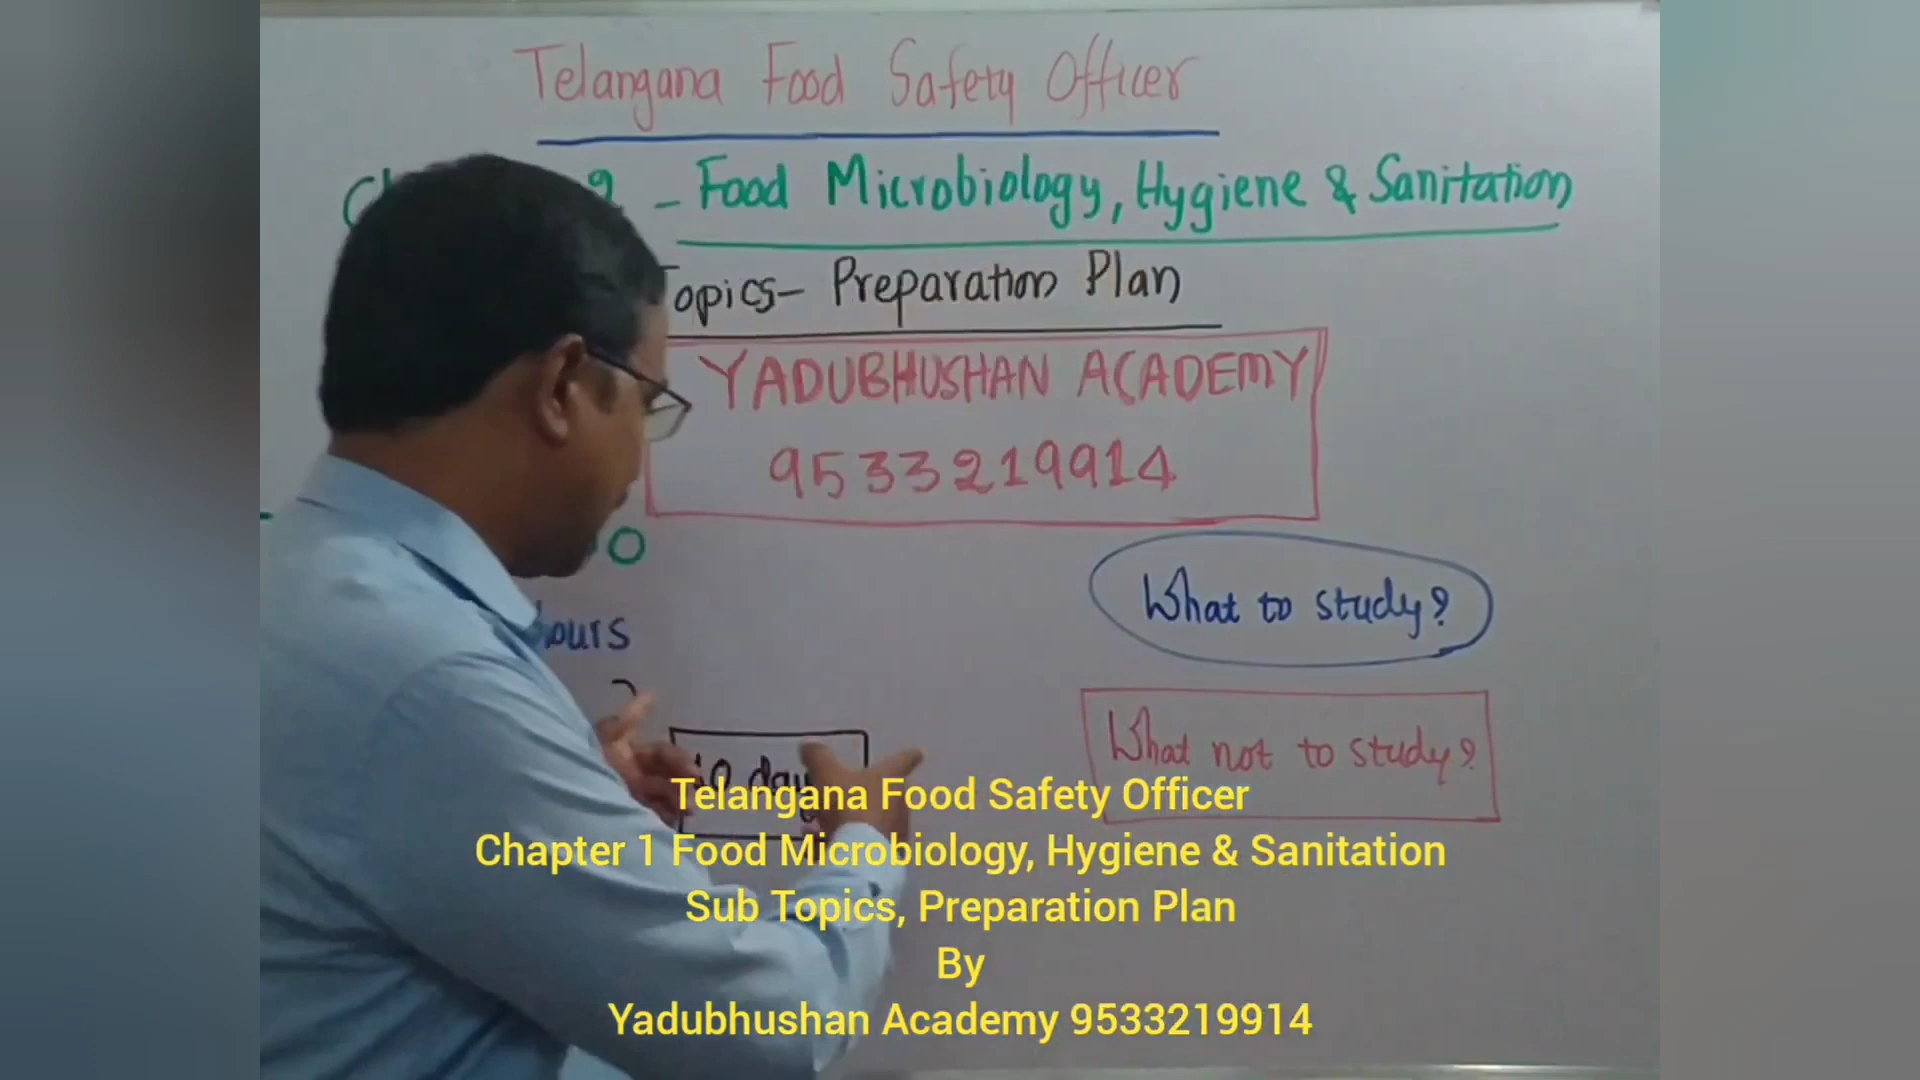 Telangana Food Safety Officer
- Food Microbiology, Hygiene & Sanitation
Topics- Preparation Plan
YADUBHUSHAN ACADEMY
9533219914
What to study?
What not to study?
Telangana Food Safety Officer
Chapter 1 Food Microbiology, Hygiene & Sanitation
Sub Topics, Preparation Plan
By
Yadubhushan Academy 9533219914